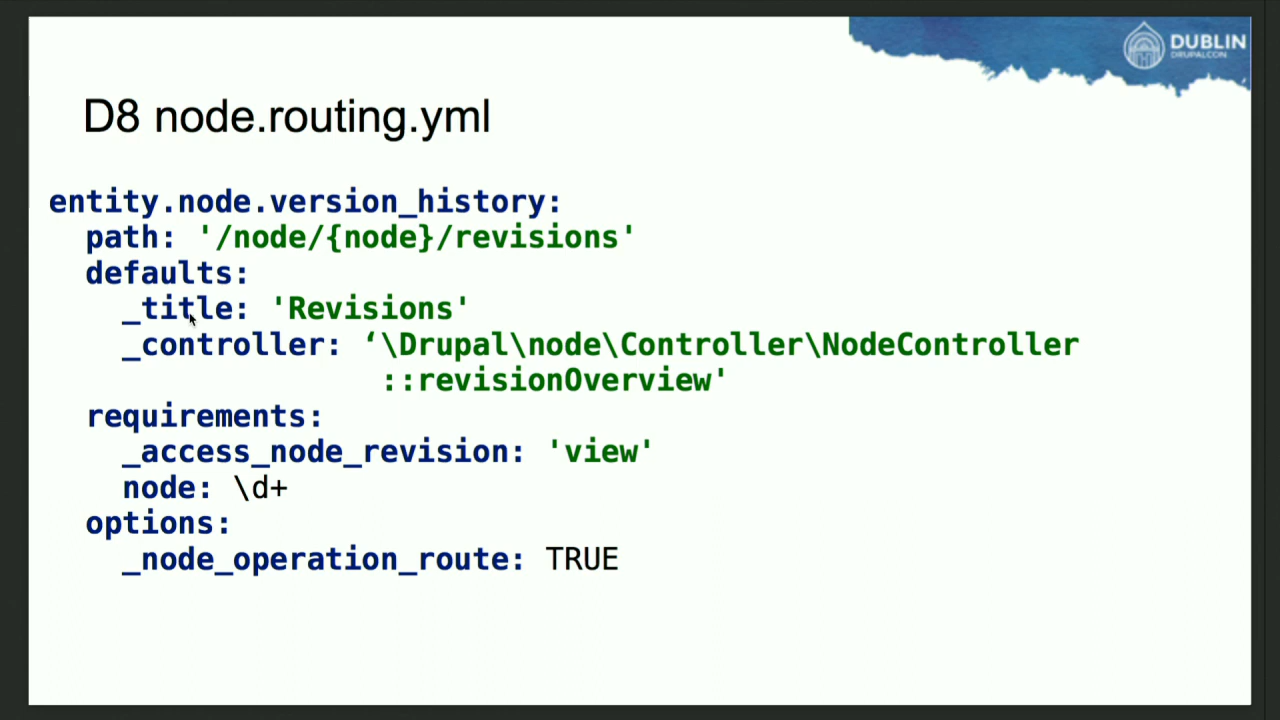 DUBLIN
DRUPALCON
D8 node.routing.yml
entity.node.version_history:
path: '/node/{node}/revisions'
defaults:
_title: 'Revisions'
_controller: ‘\Drupal\node\Controller\NodeController
::revisionOverview'
requirements:
_access_node_revision: 'view'
node: \d+
options:
_node_operation_route: TRUE